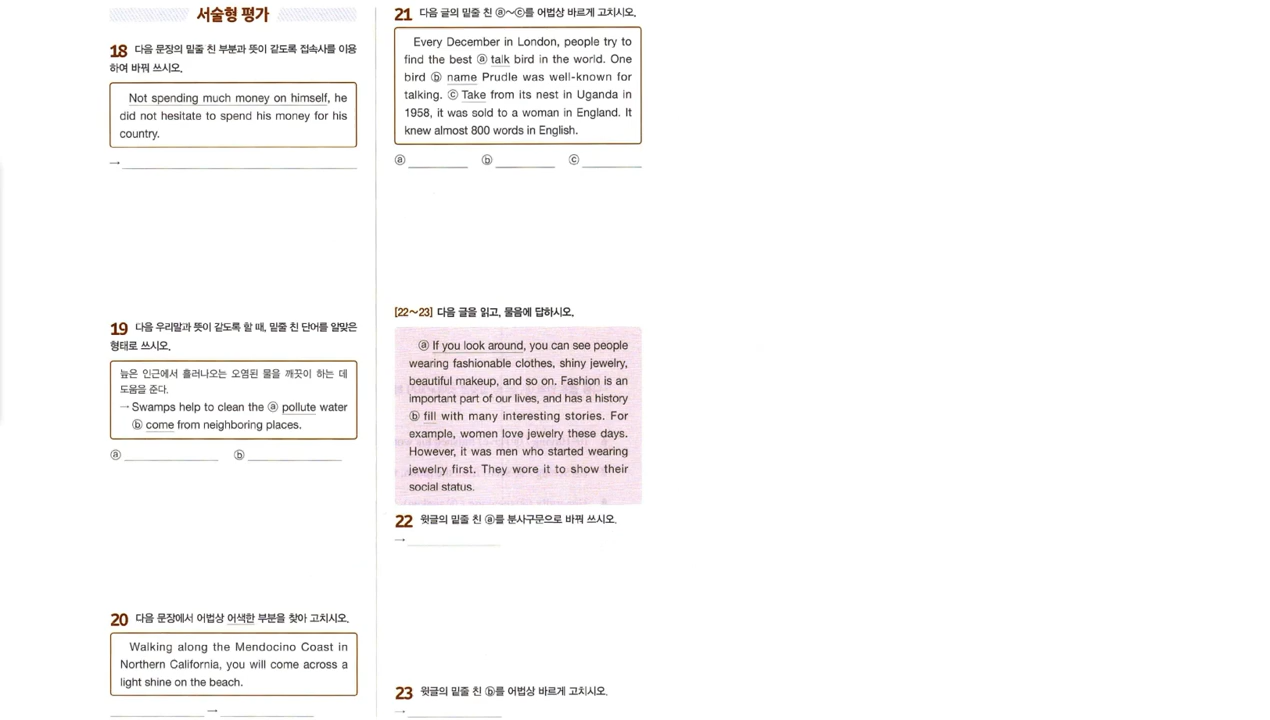 서술형 평가
18 다음 문장의 밑줄 친 부분과 뜻이 같도록 접속사를 이용
하여 바꿔 쓰시오.
Not spending much money on himself, he
did not hesitate to spend his money for his
country.
→
19 다음 우리말과 뜻이 같도록 할 때, 밑줄 친 단어를 알맞은
형태로 쓰시오.
늪은 인근에서 흘러나오는 오염된 물을 깨끗이 하는 데
도움을 준다.
→ Swamps help to clean the ⓐ pollute water
ⓑ come from neighboring places.
ⓐ ⓑ
20 다음 문장에서 어법상 어색한 부분을 찾아 고치시오.
Walking along the Mendocino Coast in
Northern California, you will come across a
light shine on the beach.
→
21 다음 글의 밑줄 친 ⓐ~ⓒ를 어법상 바르게 고치시오.
Every December in London, people try to
find the best ⓐ talk bird in the world. One
bird ⓑ name Prudle was well-known for
talking. ⓒ Take from its nest in Uganda in
1958, it was sold to a woman in England. It
knew almost 800 words in English.
ⓐ ⓑ ⓒ
[22~23] 다음 글을 읽고, 물음에 답하시오.
ⓐ If you look around, you can see people
wearing fashionable clothes, shiny jewelry,
beautiful makeup, and so on. Fashion is an
important part of our lives, and has a history
ⓑ fill with many interesting stories. For
example, women love jewelry these days.
However, it was men who started wearing
jewelry first. They wore it to show their
social status.
22 윗글의 밑줄 친 ⓐ를 분사구문으로 바꿔 쓰시오.
→
23 윗글의 밑줄 친 ⓑ를 어법상 바르게 고치시오.
→